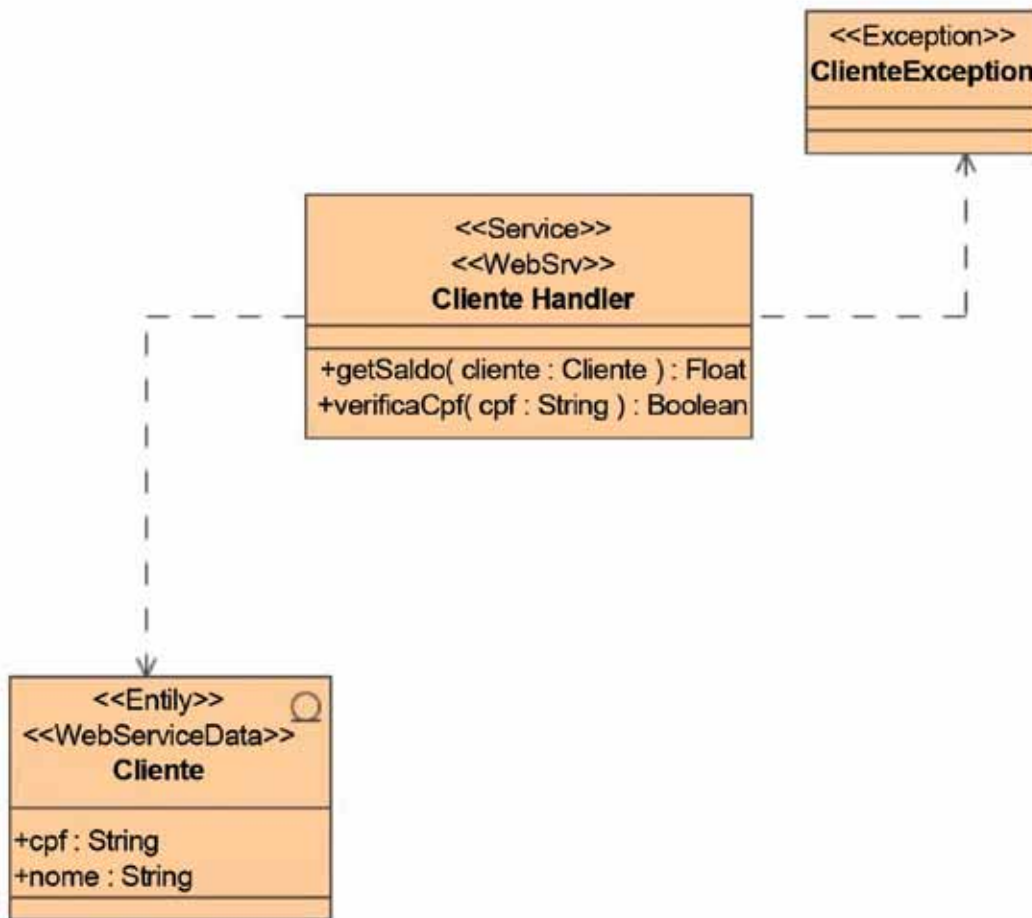 <<Exception>>
ClienteException
<<Service>>
<<WebSrv>>
Cliente Handler
+getSaldo( cliente : Cliente ) : Float
+verificaCpf( cpf : String ) : Boolean
<<Entily>>
<<WebServiceData>>
Cliente
+cpf : String
+nome : String